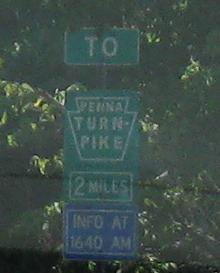 TO
PENNA
TURN-
PIKE
2 MILES
INFO AT
1640 AM